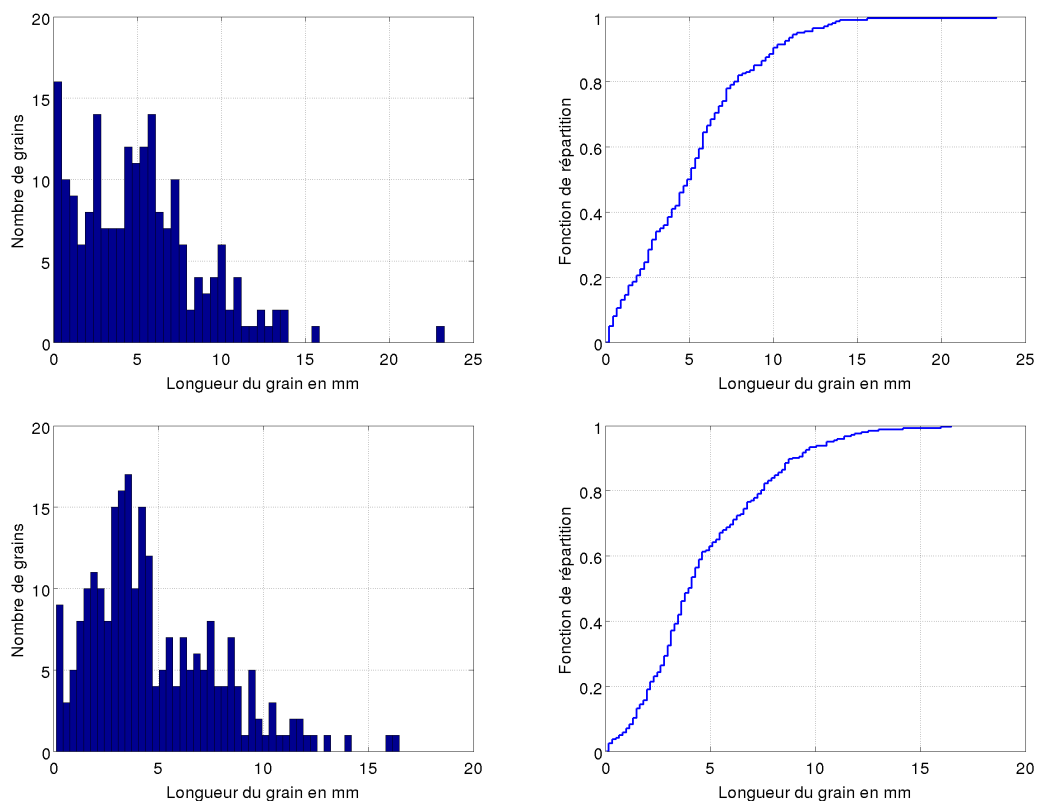 20
15
10
5
0
Nombre de grains
0 5 10 15 20 25
Longueur du grain en mm
1
0.8
0.6
0.4
0.2
0
Fonction de répartition
0 5 10 15 20 25
Longueur du grain en mm
20
15
10
5
0
Nombre de grains
0 5 10 15 20
Longueur du grain en mm
1
0.8
0.6
0.4
0.2
0
Fonction de répartition
0 5 10 15 20
Longueur du grain en mm